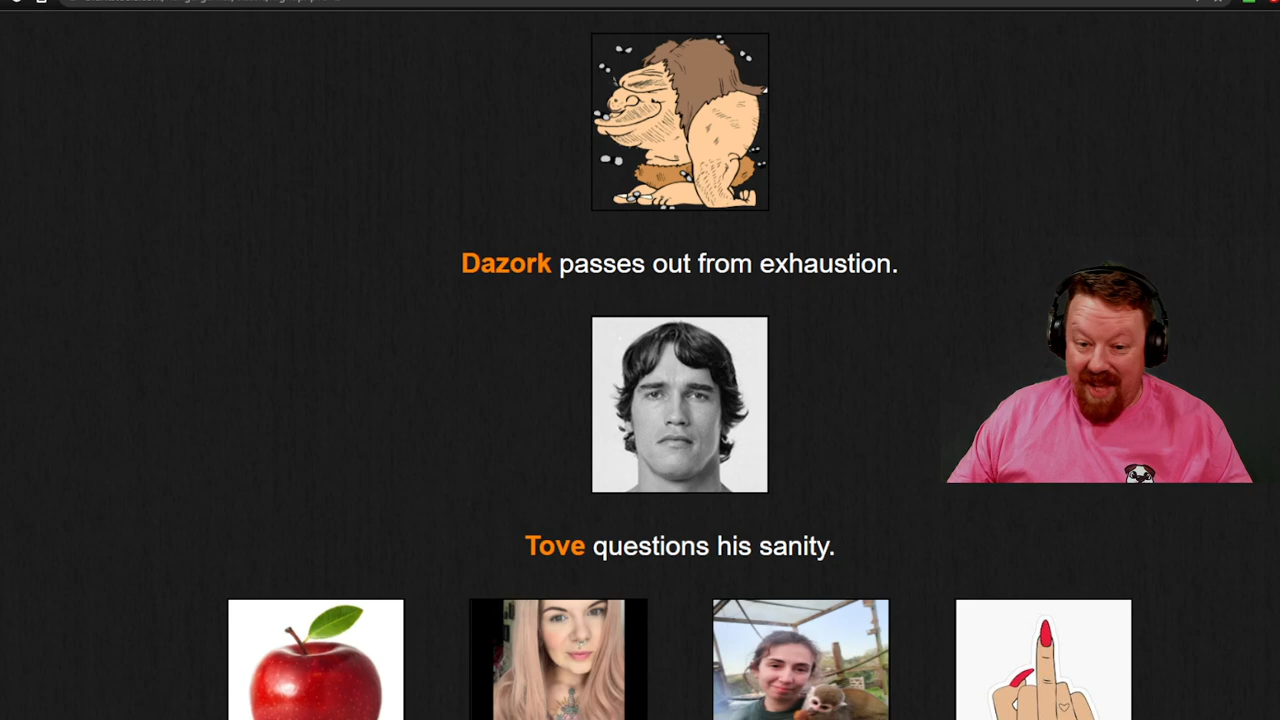 Dazork passes out from exhaustion.
Tove questions his sanity.